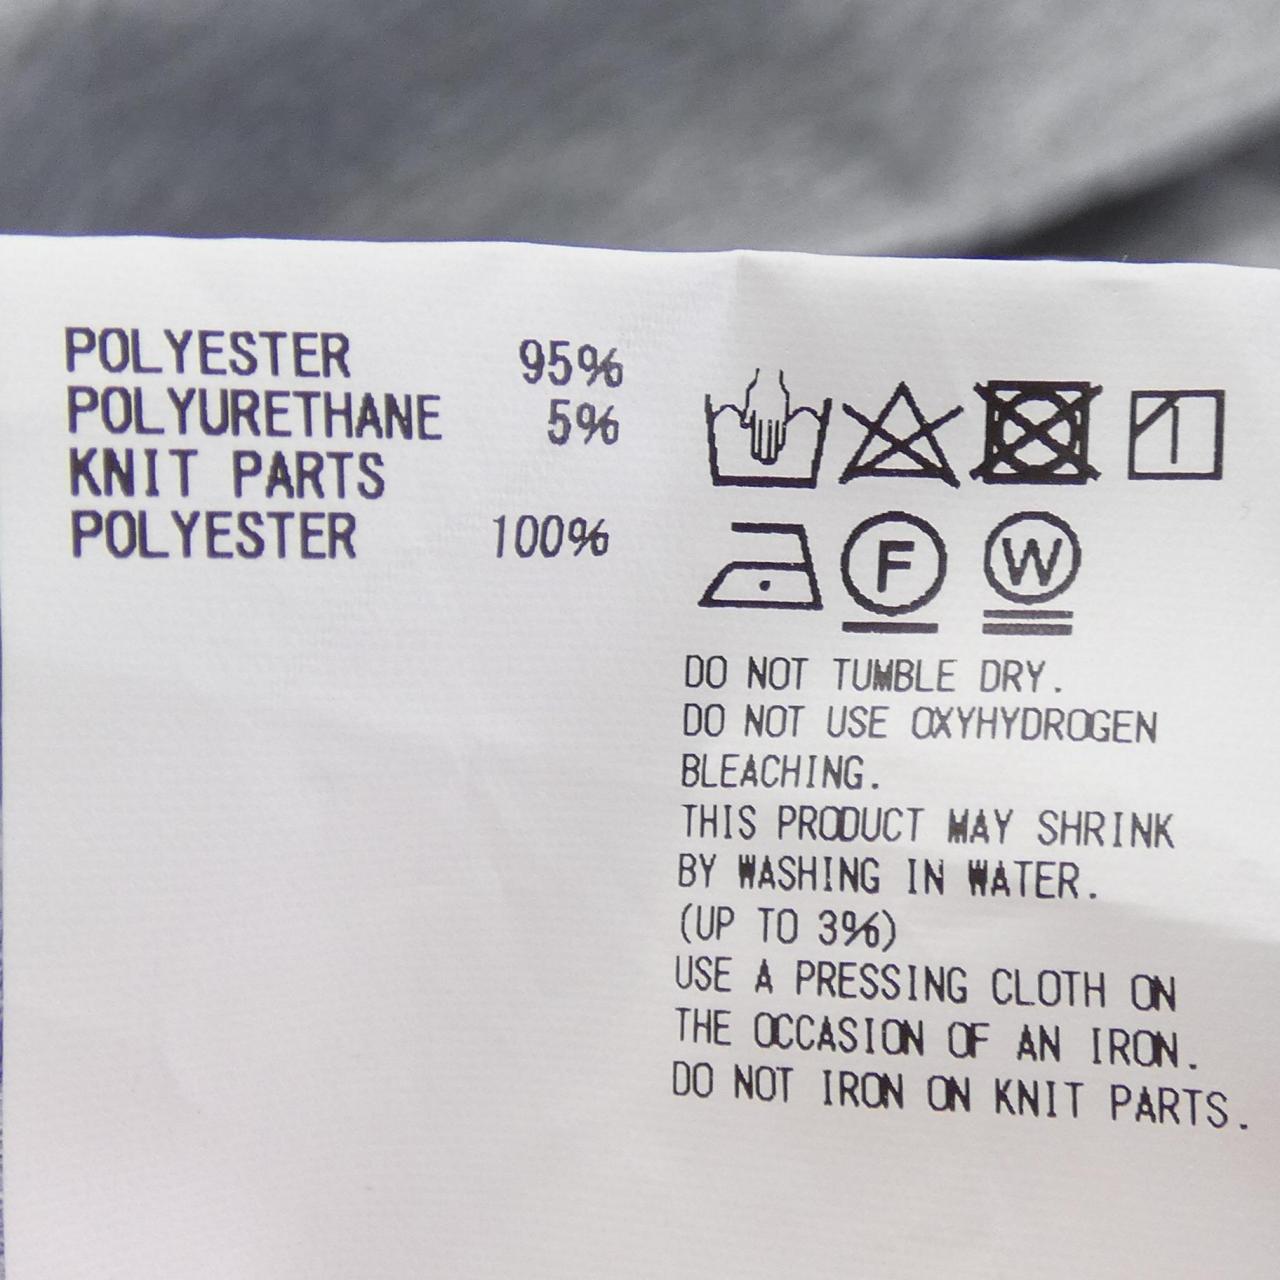 POLYESTER 95%
POLYURETHANE 5%
KNIT PARTS
POLYESTER 100%
F W
DO NOT TUMBLE DRY.
DO NOT USE OXYHYDROGEN
BLEACHING.
THIS PRODUCT MAY SHRINK
BY WASHING IN WATER.
(UP TO 3%)
USE A PRESSING CLOTH ON
THE OCCASION OF AN IRON.
DO NOT IRON ON KNIT PARTS.